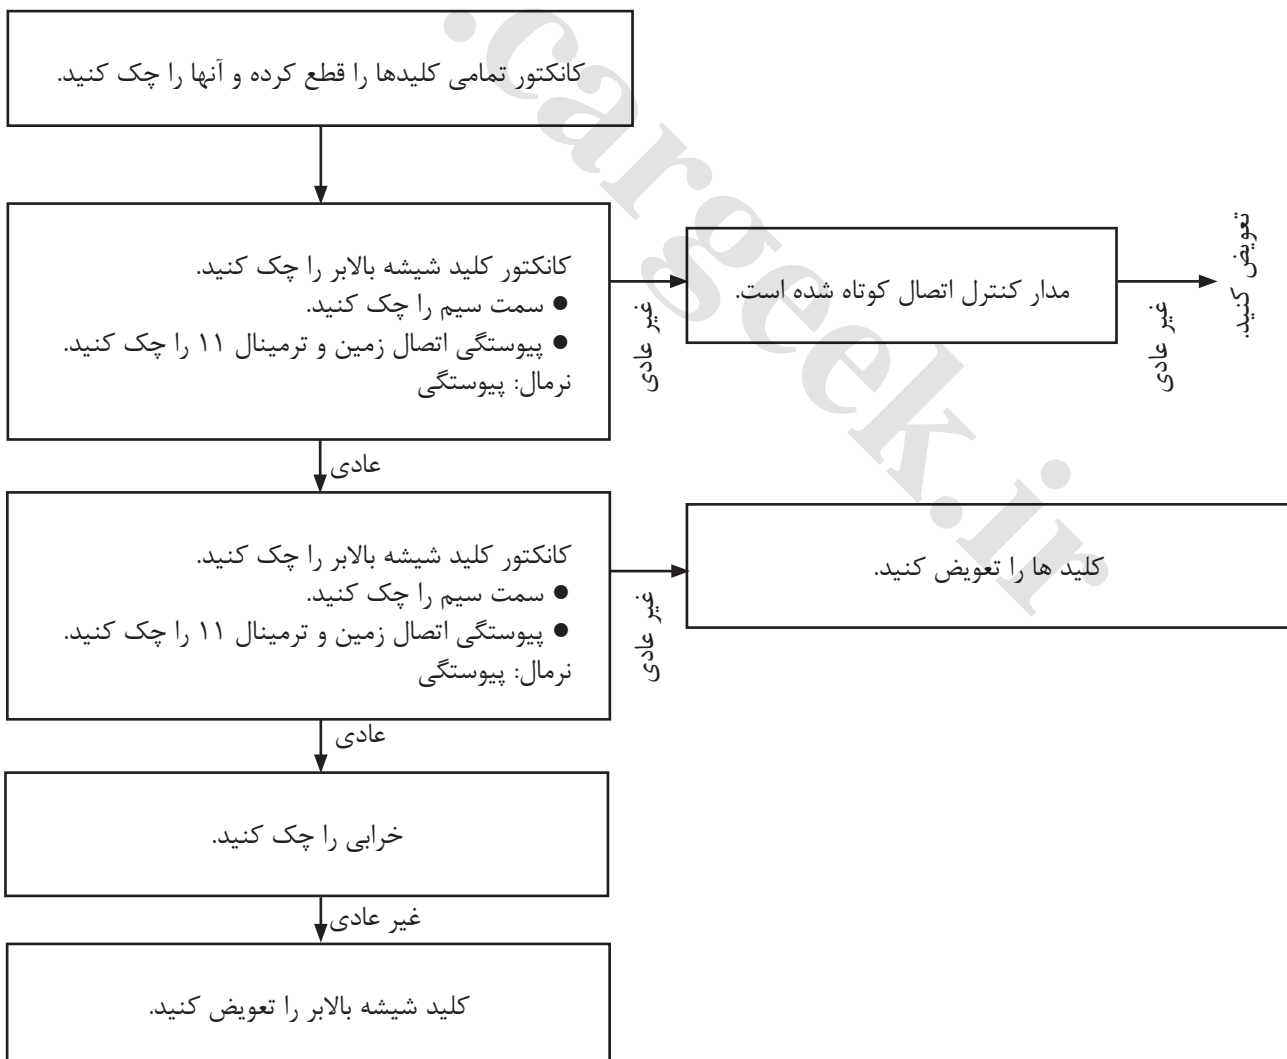 کانکتور تمامی کلیدها را قطع کرده و آنها را چک کنید.
کانکتور کلید شیشه بالابر را چک کنید.
● سمت سیم را چک کنید.
● پیوستگی اتصال زمین و ترمینال ۱۱ را چک کنید.
نرمال: پیوستگی
غیر عادی
مدار کنترل اتصال کوتاه شده است.
غیر عادی
تعویض کنید.
عادی
کانکتور کلید شیشه بالابر را چک کنید.
● سمت سیم را چک کنید.
● پیوستگی اتصال زمین و ترمینال ۱۱ را چک کنید.
نرمال: پیوستگی
غیر عادی
کلید ها را تعویض کنید.
عادی
خرابی را چک کنید.
غیر عادی
کلید شیشه بالابر را تعویض کنید.
.cargeek.ir